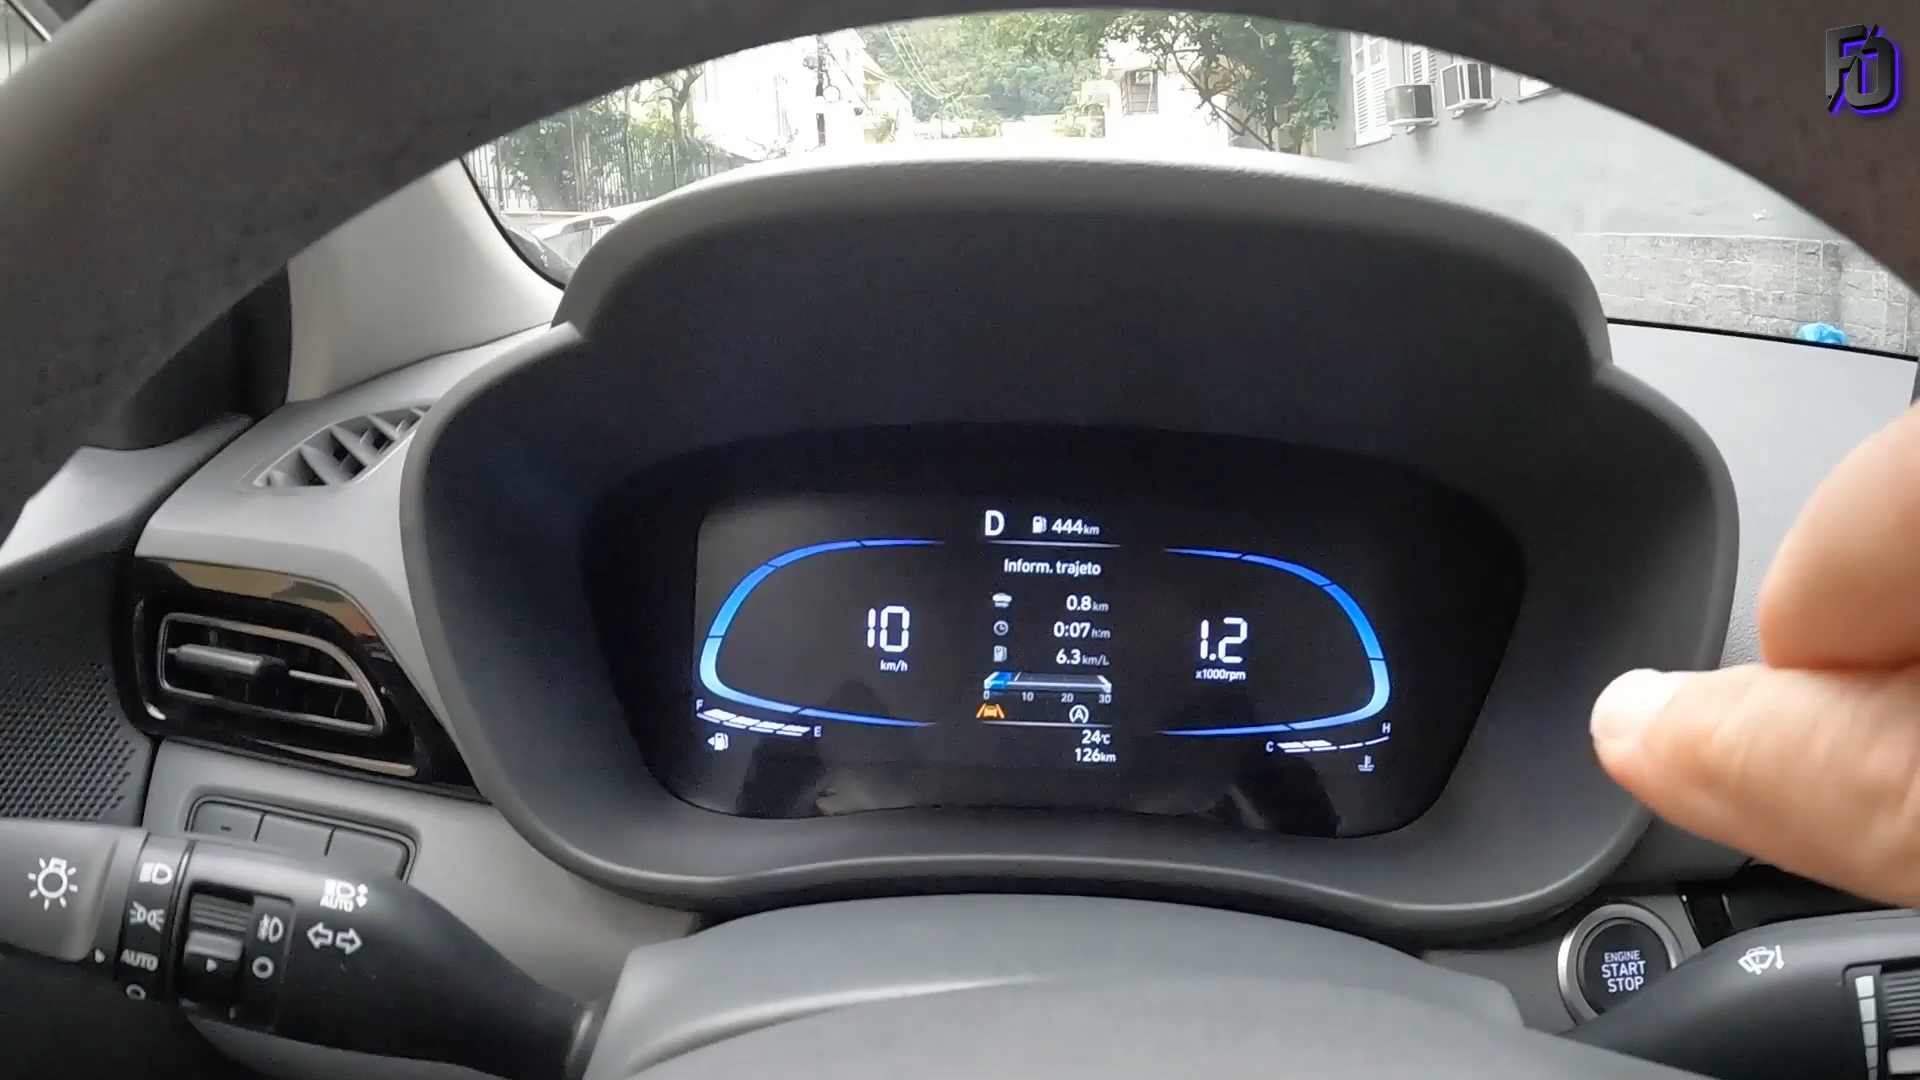 D 444km
Inform. trajeto
0.8km
0:07h:m
6.3km/L
0 10 20 30
A
24℃
126km
10
km/h
1.2
x1000rpm
F E
C H
AUTO
AUTO
ENGINE
START
STOP